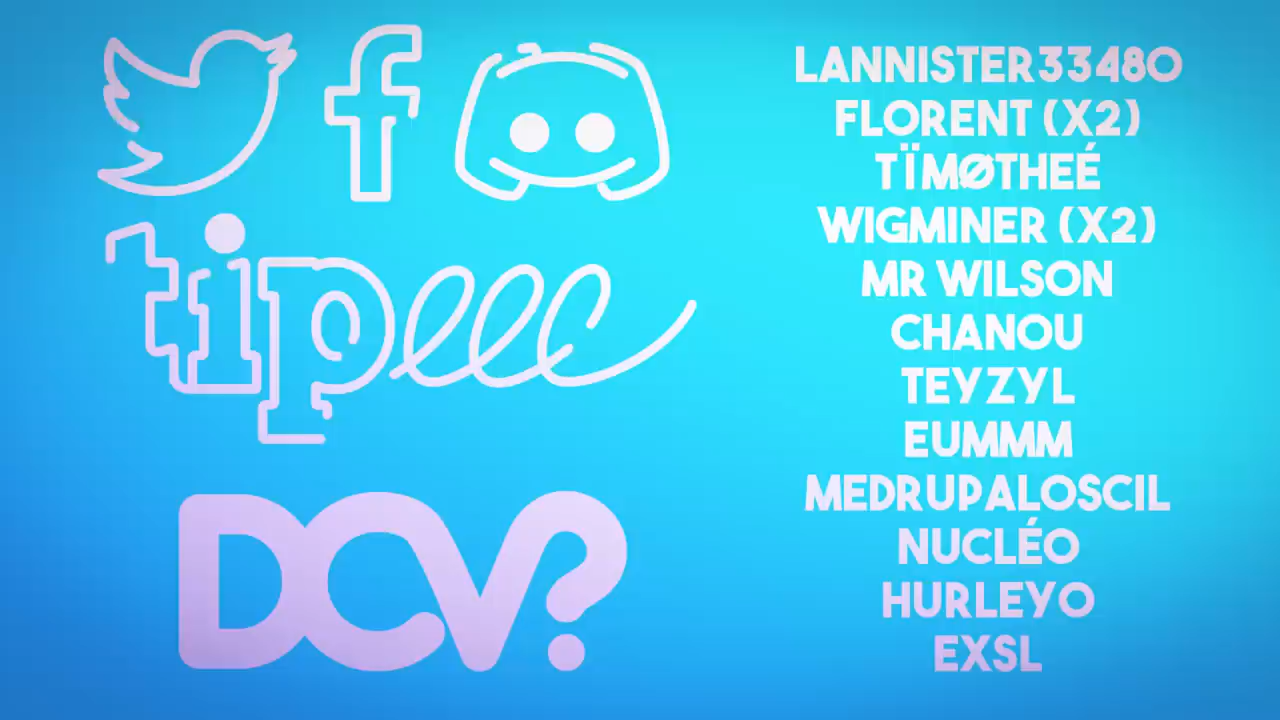 f
tipeee
DCV?
LANNISTER33480
FLORENT (X2)
TÏMØTHEÉ
WIGMINER (X2)
MR WILSON
CHANOU
TEYZYL
EUMMM
MEDRUPALOSCIL
NUCLÉO
HURLEYO
EXSL